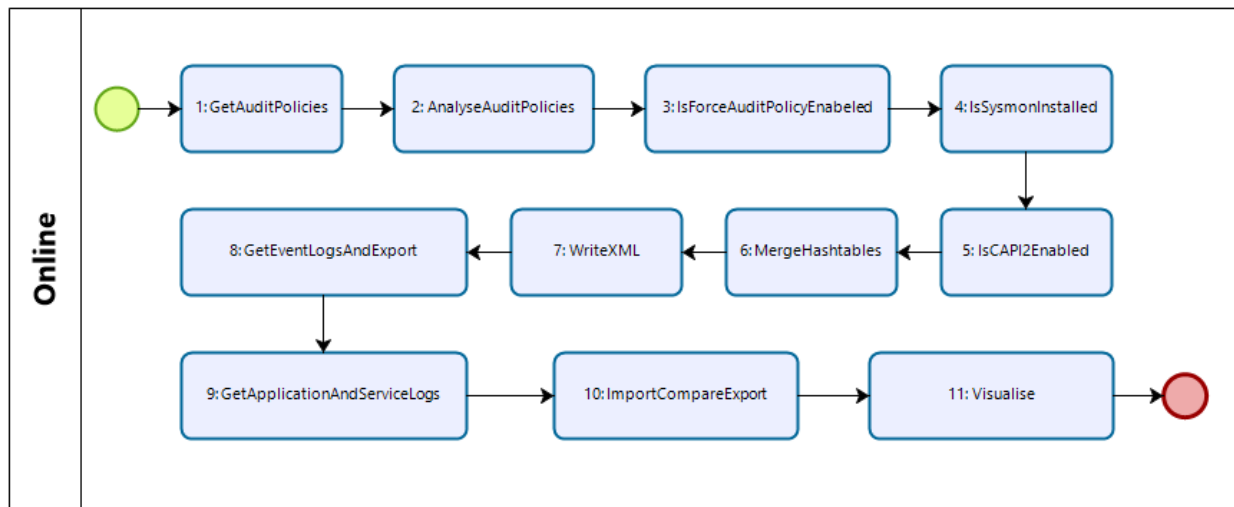 Online
1: GetAuditPolicies
2: AnalyseAuditPolicies
3: IsForceAuditPolicyEnabeled
4: IsSysmonInstalled
5: IsCAPI2Enabled
6: MergeHashtables
7: WriteXML
8: GetEventLogsAndExport
9: GetApplicationAndServiceLogs
10: ImportCompareExport
11: Visualise